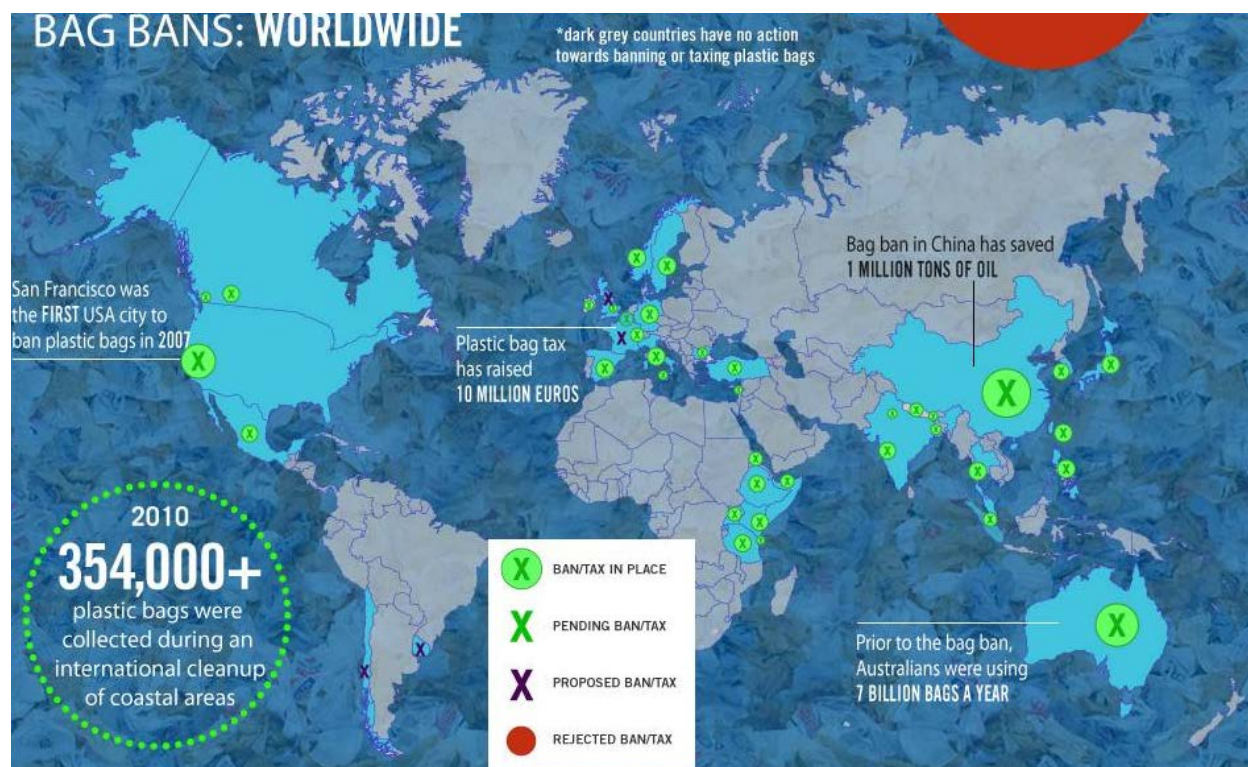 BAG BANS: WORLDWIDE
*dark grey countries have no action
towards banning or taxing plastic bags
San Francisco was
the FIRST USA city to
ban plastic bags in 2007
Plastic bag tax
has raised
10 MILLION EUROS
Bag ban in China has saved
1 MILLION TONS OF OIL
2010
354,000+
plastic bags were
collected during an
international cleanup
of coastal areas
X BAN/TAX IN PLACE
X PENDING BAN/TAX
X PROPOSED BAN/TAX
REJECTED BAN/TAX
Prior to the bag ban,
Australians were using
7 BILLION BAGS A YEAR